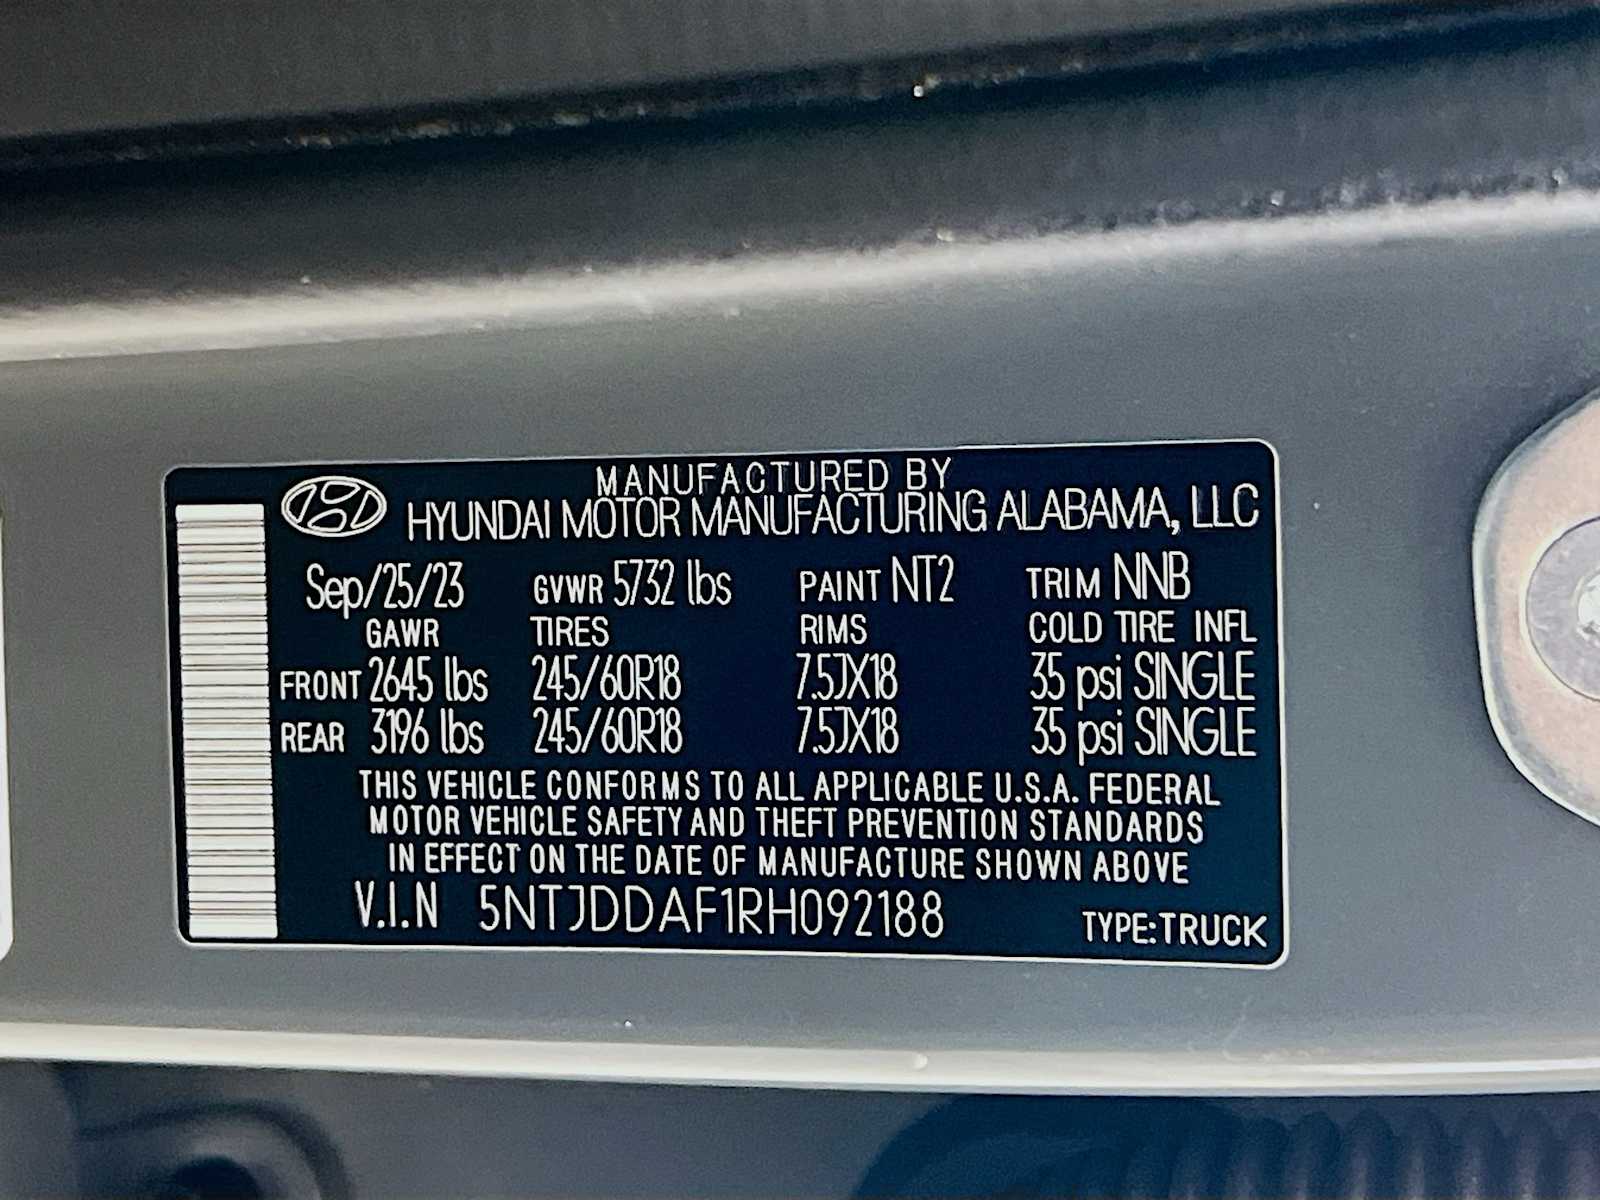 MANUFACTURED BY
HYUNDAI MOTOR MANUFACTURING ALABAMA, LLC
Sep/25/23 GVWR 5732 lbs PAINT NT2 TRIM NNB
GAWR TIRES RIMS COLD TIRE INFL
FRONT 2645 lbs 245/60R18 7.5JX18 35 psi SINGLE
REAR 3196 lbs 245/60R18 7.5JX18 35 psi SINGLE
THIS VEHICLE CONFORMS TO ALL APPLICABLE U.S.A. FEDERAL
MOTOR VEHICLE SAFETY AND THEFT PREVENTION STANDARDS
IN EFFECT ON THE DATE OF MANUFACTURE SHOWN ABOVE
V.I.N 5NTJDDAF1RH092188 TYPE:TRUCK